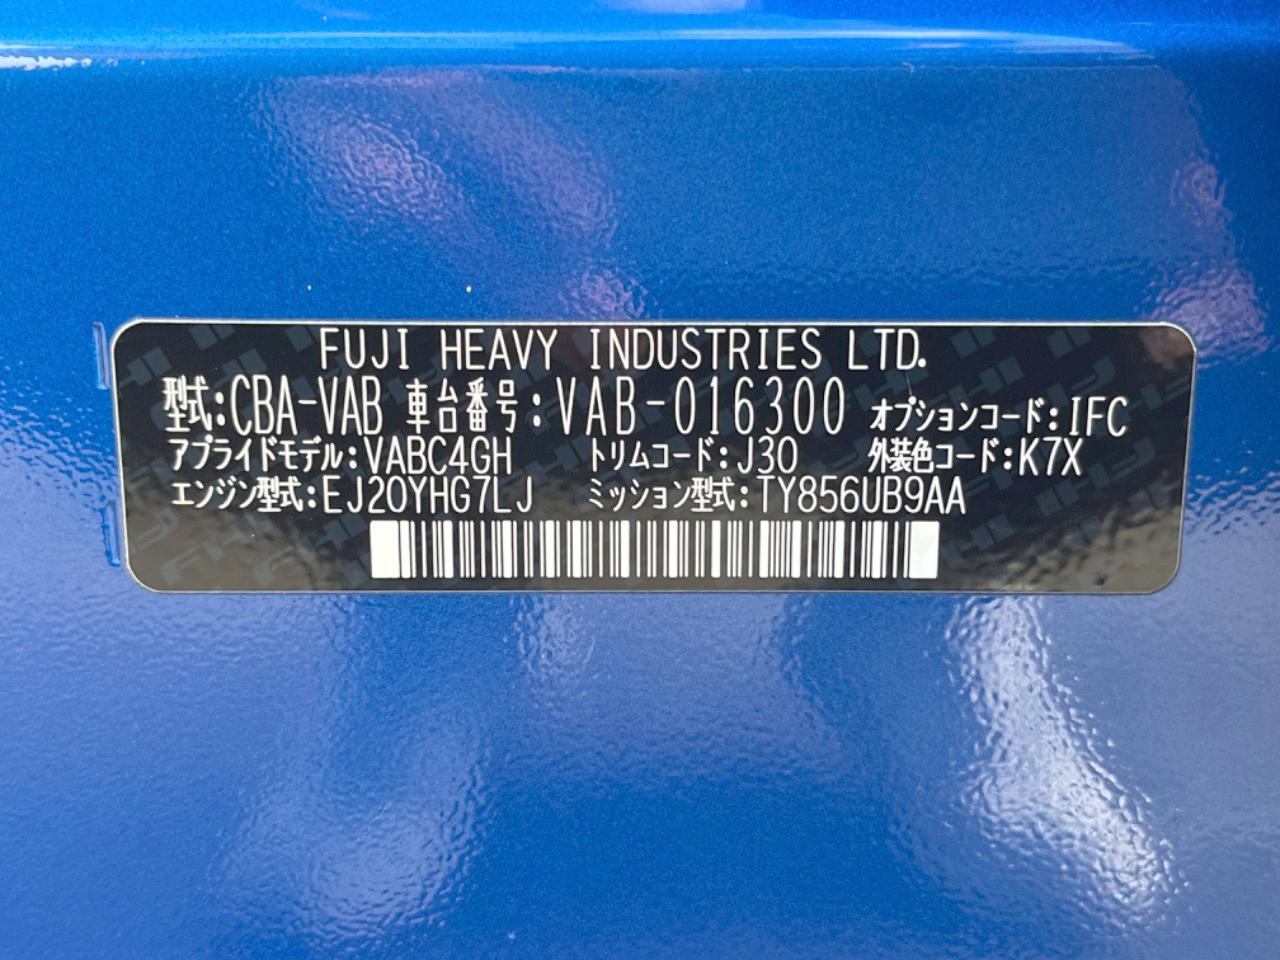 FUJI HEAVY INDUSTRIES LTD.
型式:CBA-VAB 車台番号:VAB-016300 オプションコード:IFC
アプライドモデル:VABC4GH トリムコード:J30 外装色コード:K7X
エンジン型式:EJ20YHG7LJ ミッション型式:TY856UB9AA